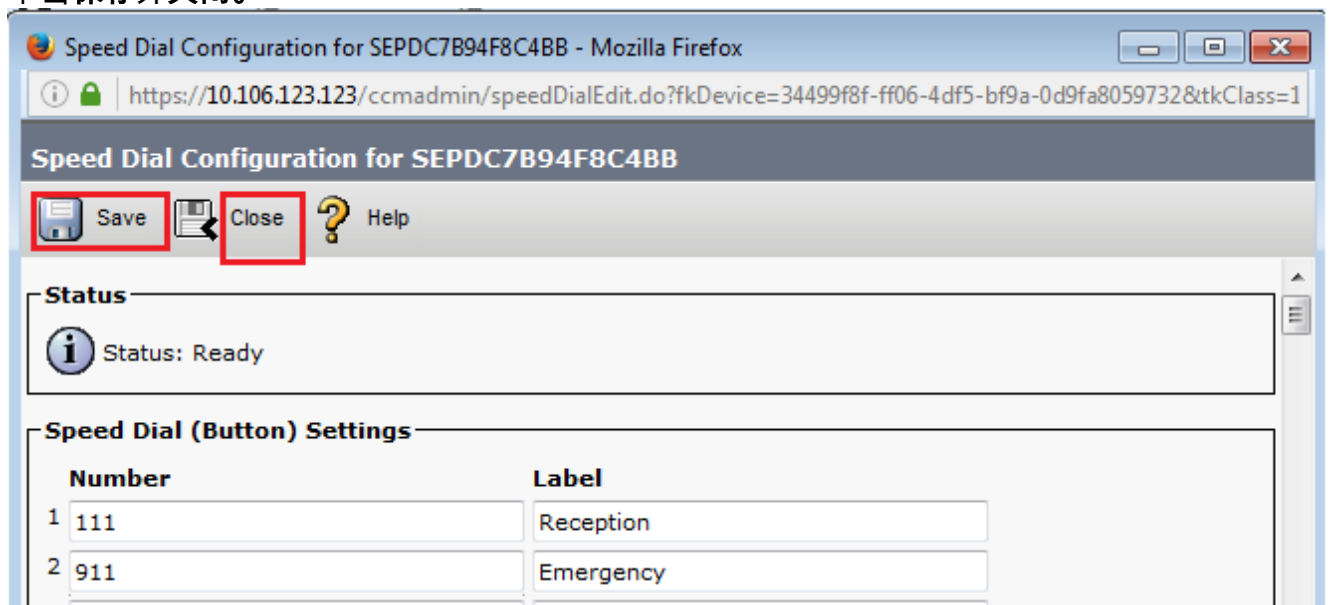 Speed Dial Configuration for SEPDC7B94F8C4BB - Mozilla Firefox
https://10.106.123.123/ccmadmin/speedDialEdit.do?fkDevice=34499f8f-ff06-4df5-bf9a-0d9fa8059732&tkClass=1
Speed Dial Configuration for SEPDC7B94F8C4BB
Save Close ? Help
Status
i Status: Ready
Speed Dial (Button) Settings
Number Label
1 111 Reception
2 911 Emergency